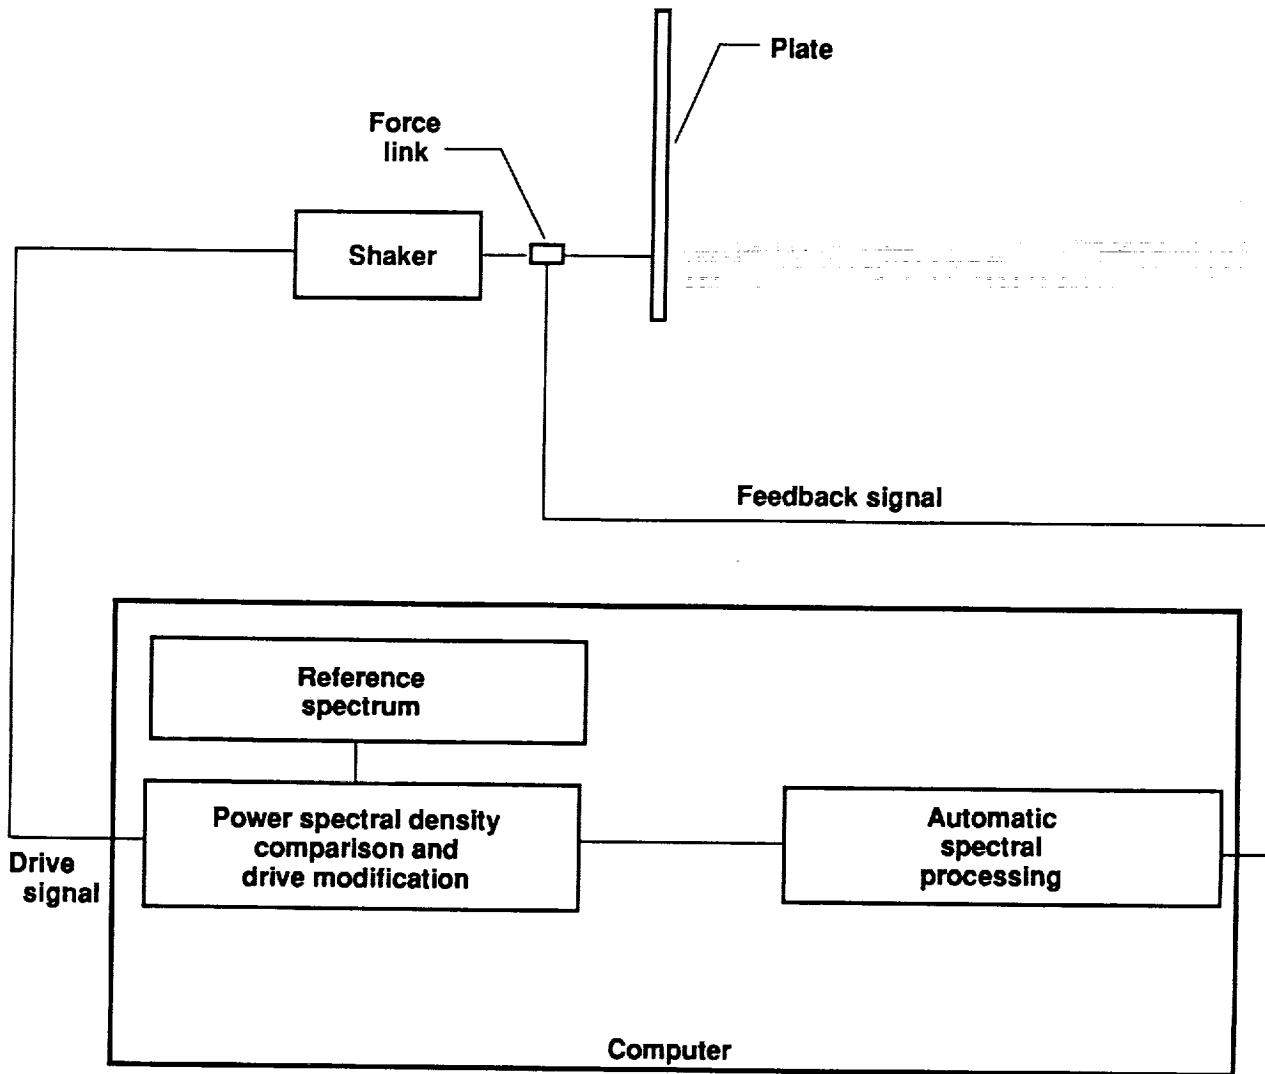 Plate
Force
link
Shaker
Feedback signal
Reference
spectrum
Power spectral density
comparison and
drive modification
Automatic
spectral
processing
Drive
signal
Computer